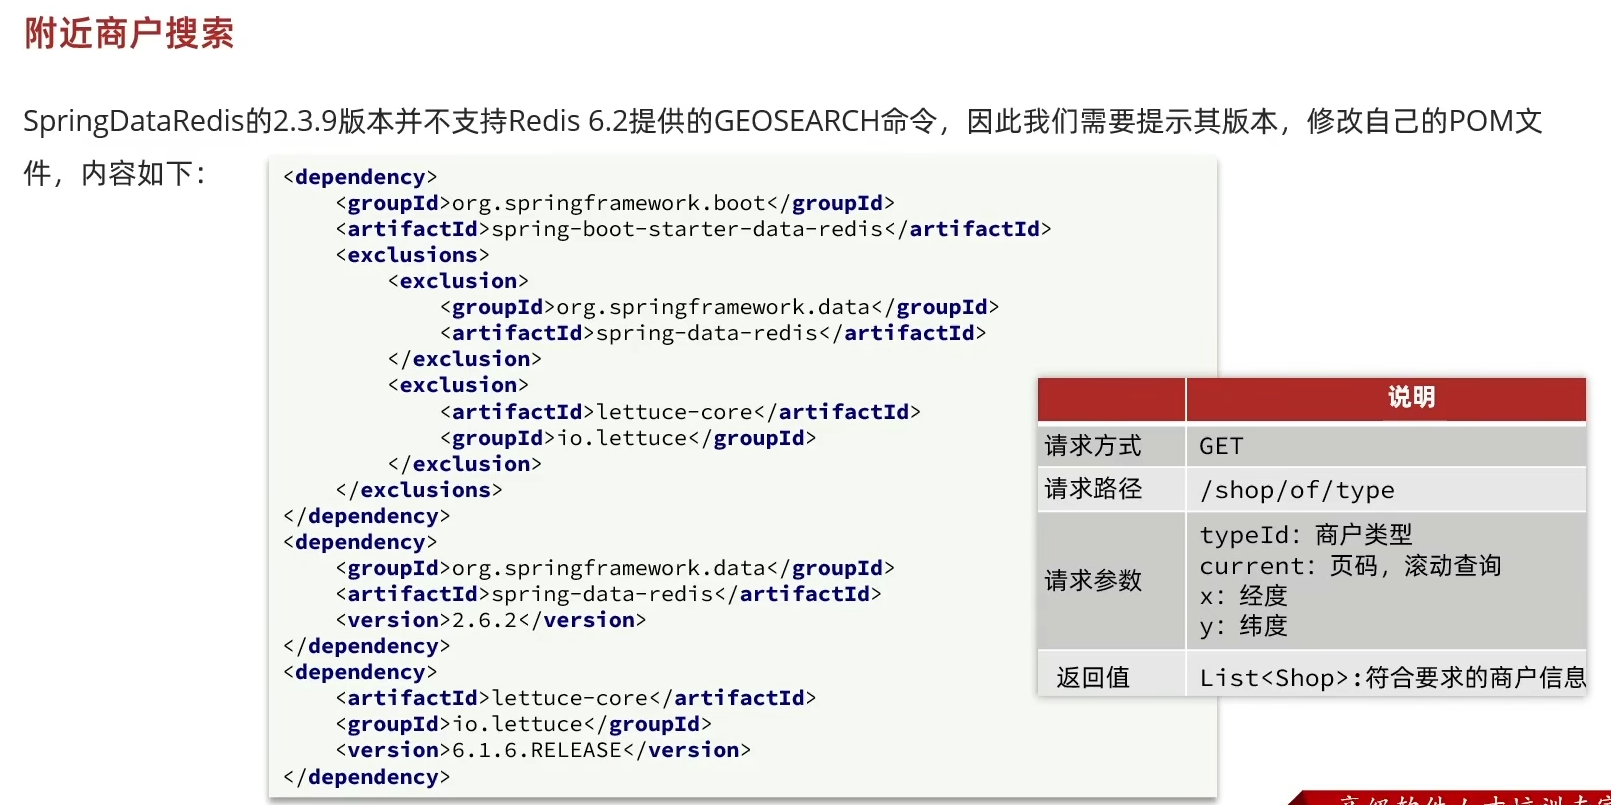 附近商户搜索
SpringDataRedis的2.3.9版本并不支持Redis 6.2提供的GEOSEARCH命令，因此我们需要提示其版本，修改自己的POM文
件，内容如下：
<dependency>
    <groupId>org.springframework.boot</groupId>
    <artifactId>spring-boot-starter-data-redis</artifactId>
    <exclusions>
        <exclusion>
            <groupId>org.springframework.data</groupId>
            <artifactId>spring-data-redis</artifactId>
        </exclusion>
        <exclusion>
            <artifactId>lettuce-core</artifactId>
            <groupId>io.lettuce</groupId>
        </exclusion>
    </exclusions>
</dependency>
<dependency>
    <groupId>org.springframework.data</groupId>
    <artifactId>spring-data-redis</artifactId>
    <version>2.6.2</version>
</dependency>
<dependency>
    <artifactId>lettuce-core</artifactId>
    <groupId>io.lettuce</groupId>
    <version>6.1.6.RELEASE</version>
</dependency>
说明
请求方式 GET
请求路径 /shop/of/type
请求参数
typeId：商户类型
current：页码，滚动查询
x：经度
y：纬度
返回值 List<Shop>:符合要求的商户信息